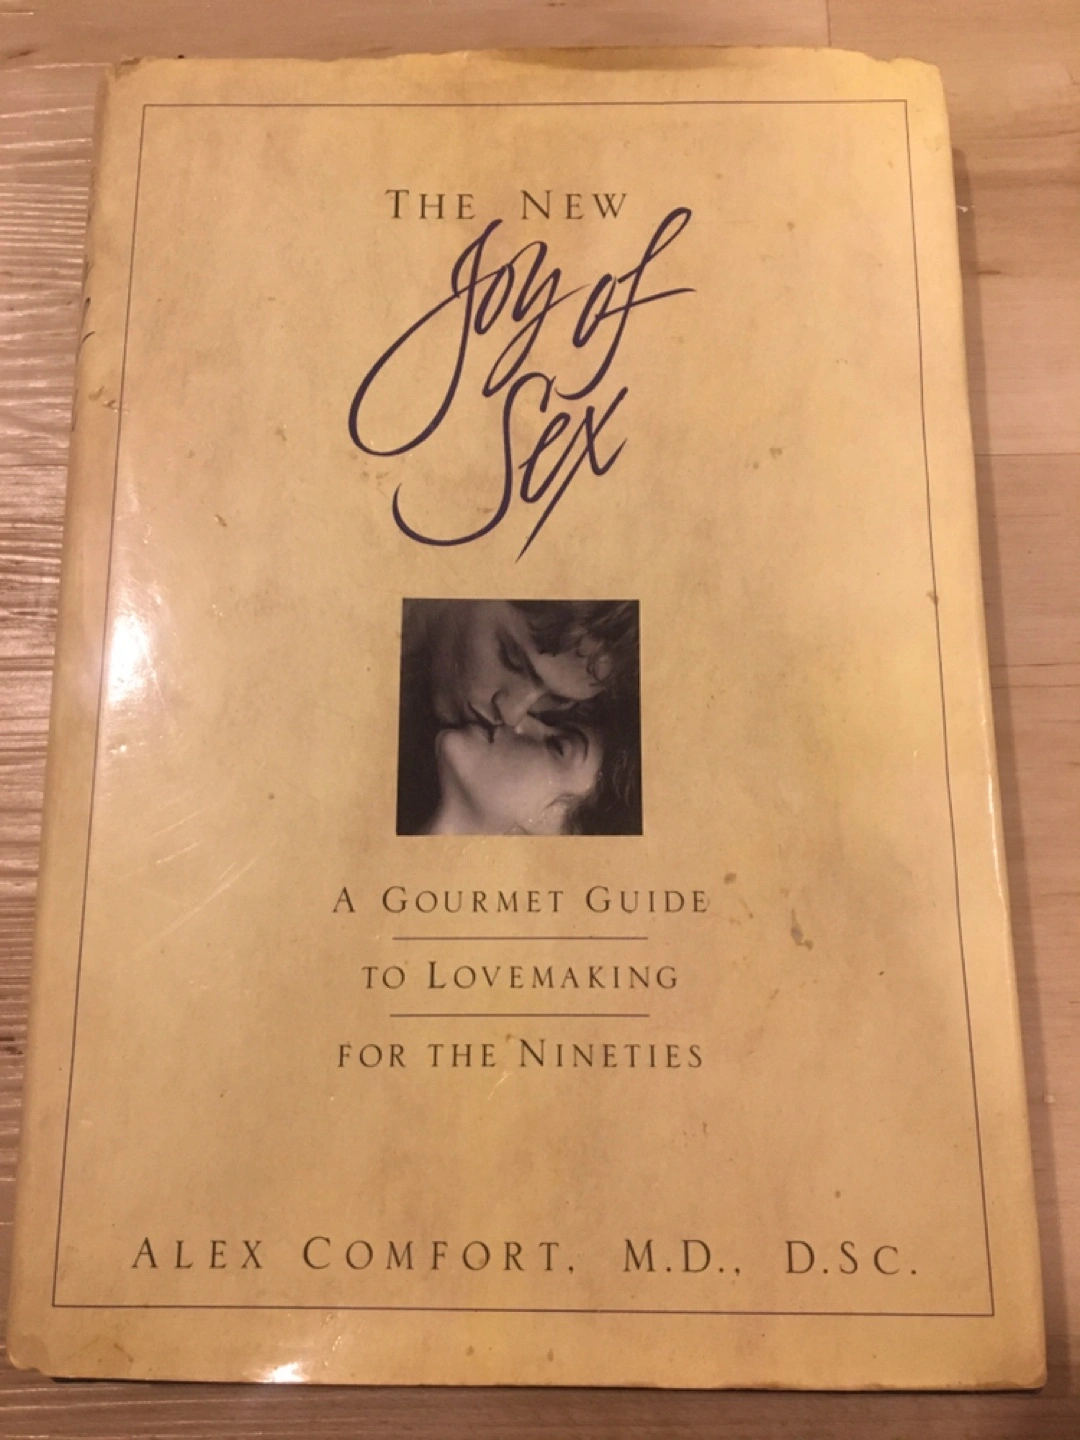 THE NEW
Joy of
Sex
A GOURMET GUIDE
TO LOVEMAKING
FOR THE NINETIES
ALEX COMFORT, M.D., D.SC.